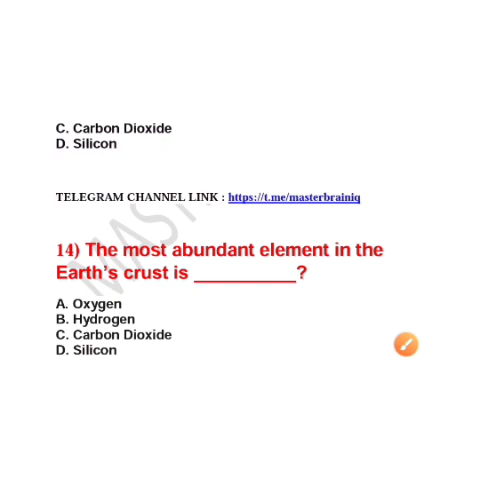 C. Carbon Dioxide
D. Silicon
TELEGRAM CHANNEL LINK : https://t.me/masterbrainiq
14) The most abundant element in the
Earth's crust is __________?
A. Oxygen
B. Hydrogen
C. Carbon Dioxide
D. Silicon